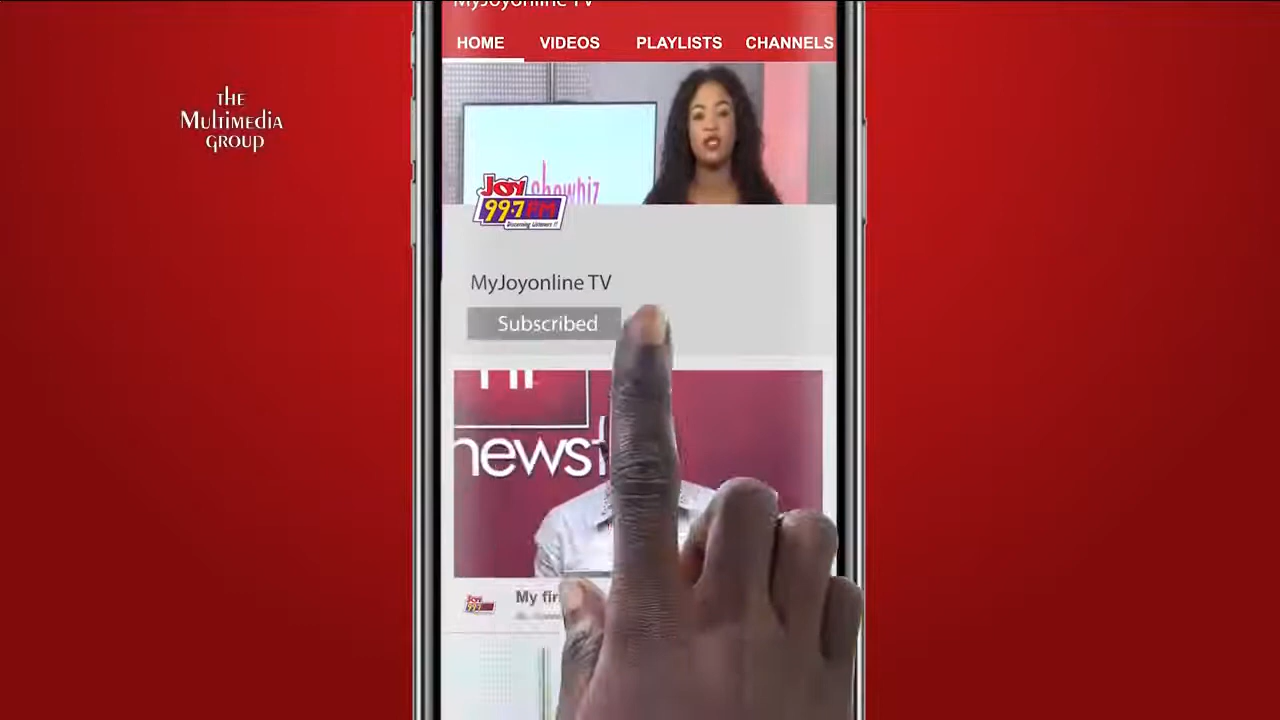 MyJoyonline TV
HOME VIDEOS PLAYLISTS CHANNELS
THE
MULTIMEDIA
GROUP
showbiz
JOY
99.7 FM
MyJoyonline TV
Subscribed
news
My fir